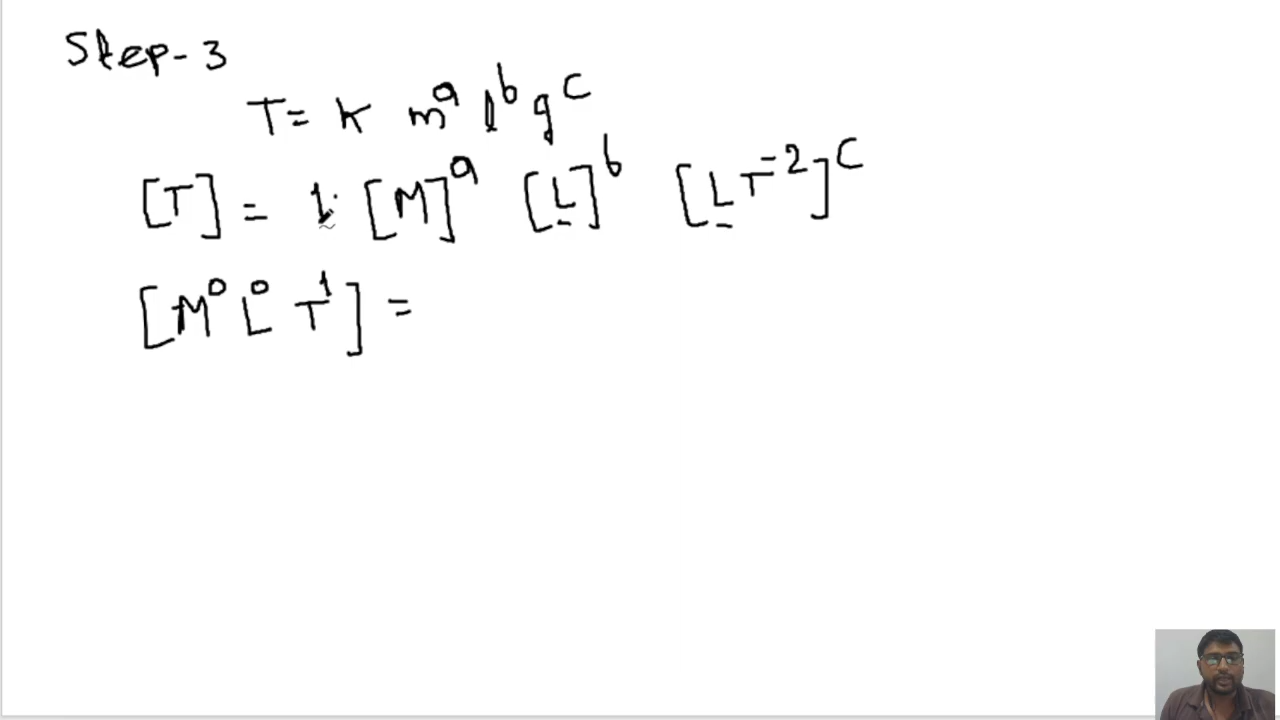 Step-3
T= K m^a l^b g^c
[T] = 1. [M]^a [L]^b [LT^-2]^c
[M^0 L^0 T^1] =